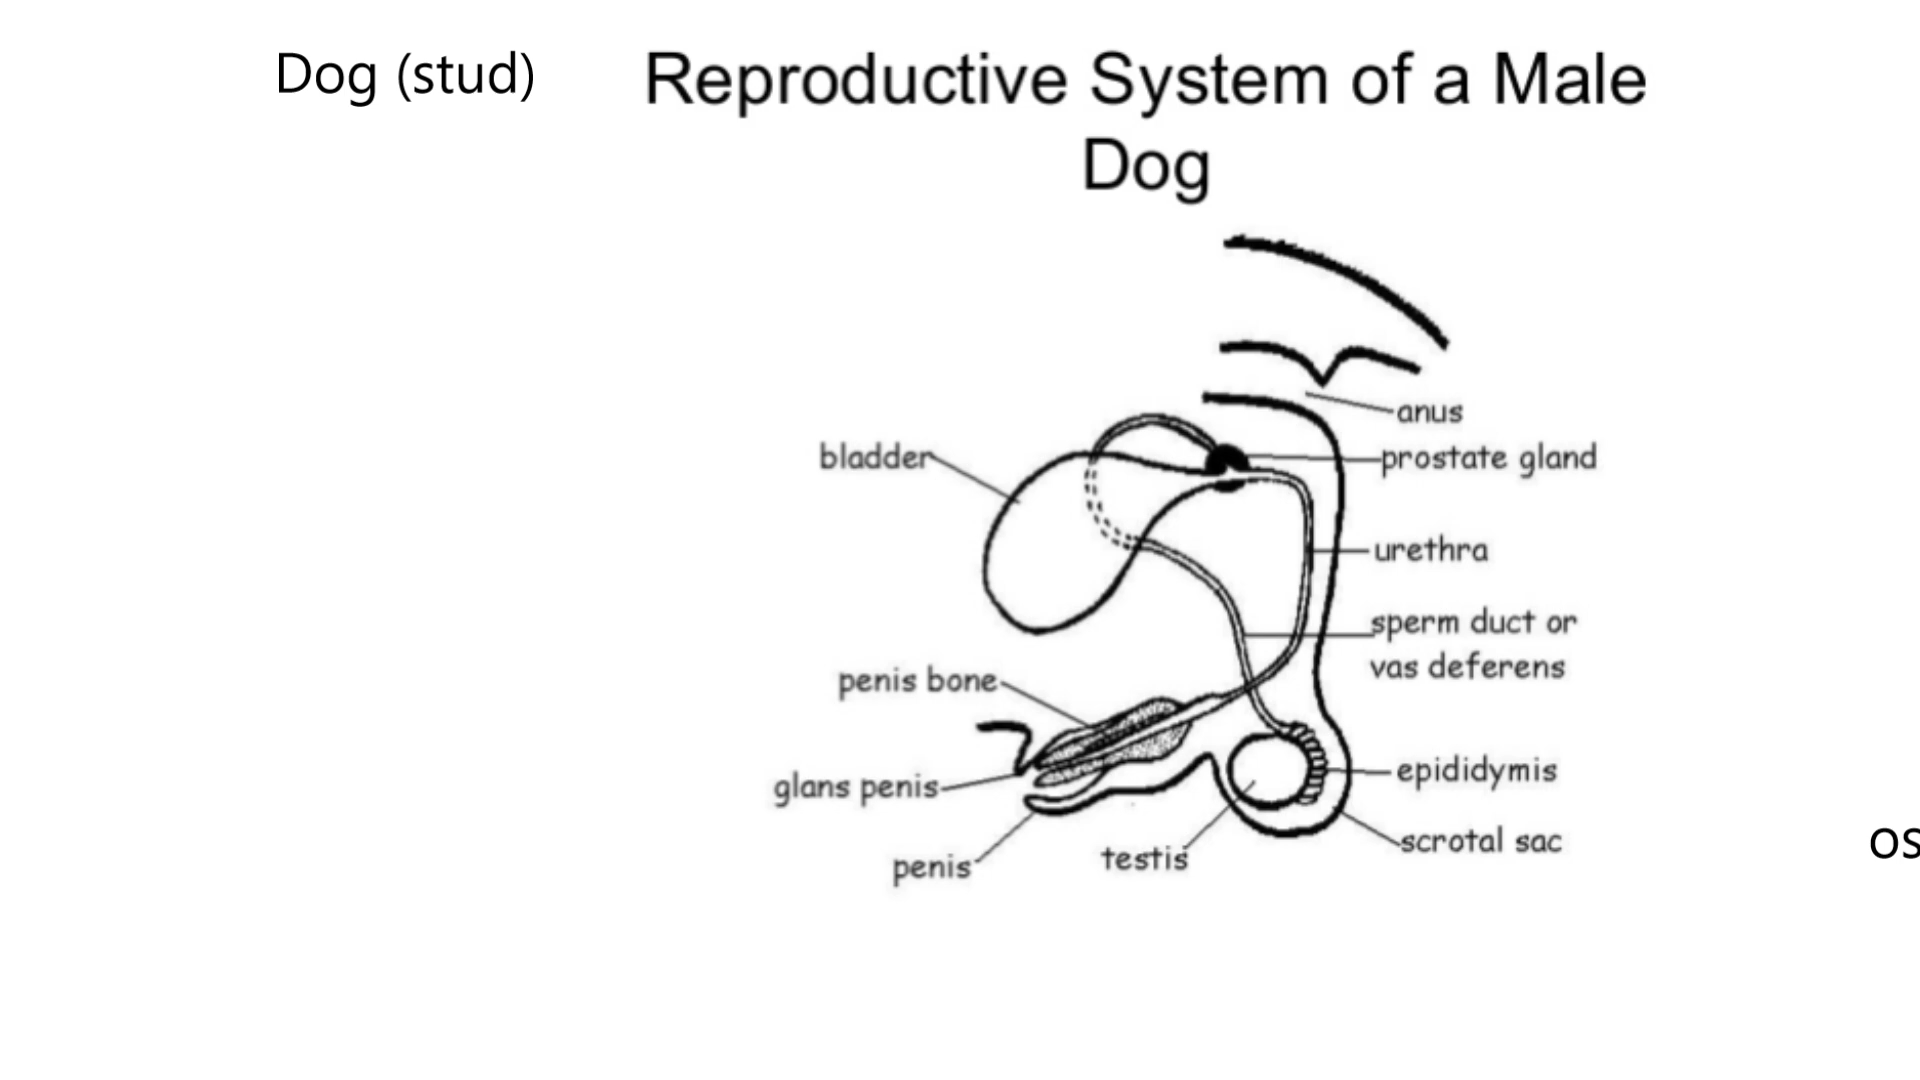 Dog (stud)
Reproductive System of a Male
Dog
anus
bladder
prostate gland
urethra
sperm duct or
vas deferens
penis bone
glans penis
epididymis
scrotal sac
testis
penis
os